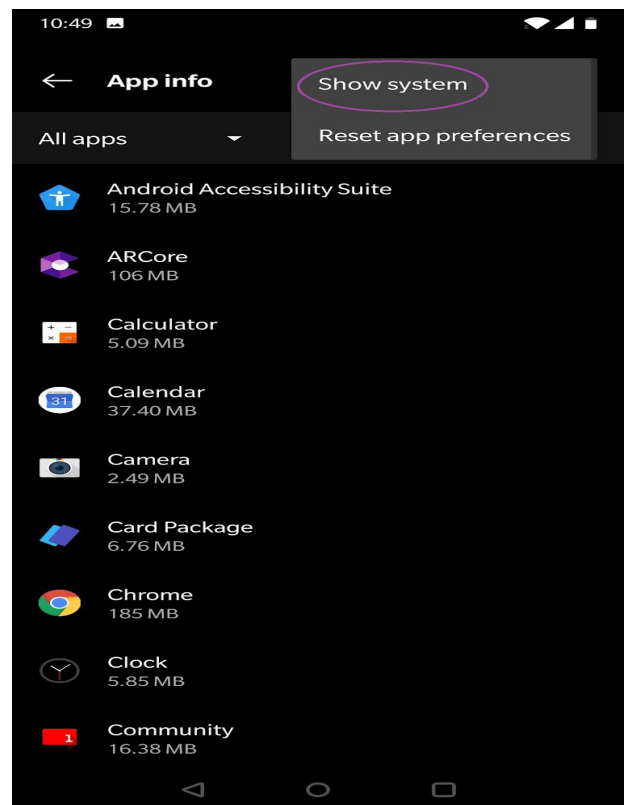 10:49
App info
Show system
All apps
Reset app preferences
Android Accessibility Suite
15.78 MB
ARCore
106 MB
Calculator
5.09 MB
31
Calendar
37.40 MB
Camera
2.49 MB
Card Package
6.76 MB
Chrome
185 MB
Clock
5.85 MB
1
Community
16.38 MB